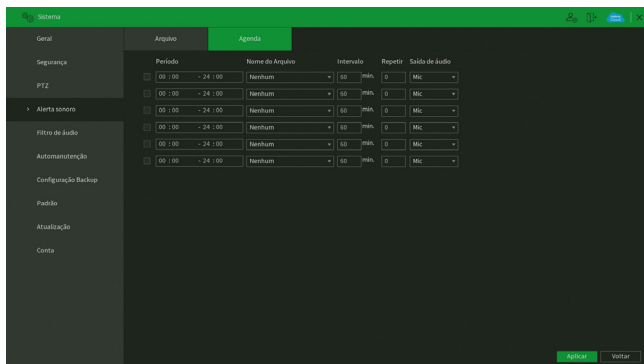 Sistema
Geral
Segurança
PTZ
Alerta sonoro
Filtro de áudio
Automanutenção
Configuração Backup
Padrão
Atualização
Conta
Arquivo Agenda
Período Nome do Arquivo Intervalo Repetir Saída de áudio
00 : 00 - 24 : 00 Nenhum 60 min. 0 Mic
00 : 00 - 24 : 00 Nenhum 60 min. 0 Mic
00 : 00 - 24 : 00 Nenhum 60 min. 0 Mic
00 : 00 - 24 : 00 Nenhum 60 min. 0 Mic
00 : 00 - 24 : 00 Nenhum 60 min. 0 Mic
00 : 00 - 24 : 00 Nenhum 60 min. 0 Mic
Aplicar Voltar